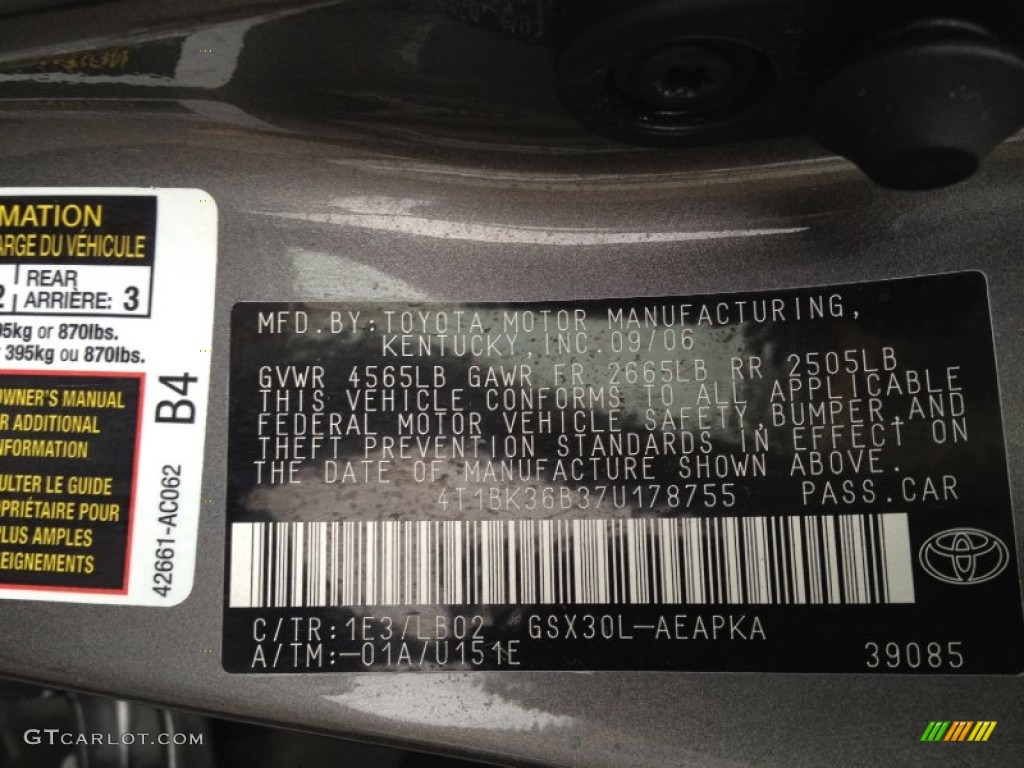 MATION
ARGE DU VÉHICULE
2 REAR
ARRIÈRE: 3
95kg or 870lbs.
395kg ou 870lbs.
OWNER'S MANUAL
R ADDITIONAL
NFORMATION
ULTER LE GUIDE
OPRIÉTAIRE POUR
PLUS AMPLES
EIGNEMENTS
B4
42661-AC062
MFD.BY:TOYOTA MOTOR MANUFACTURING,
KENTUCKY,INC.09/06
GVWR 4565LB GAWR FR 2665LB RR 2505LB
THIS VEHICLE CONFORMS TO ALL APPLICABLE
FEDERAL MOTOR VEHICLE SAFETY,BUMPER,AND
THEFT PREVENTION STANDARDS IN EFFECT ON
THE DATE OF MANUFACTURE SHOWN ABOVE.
4T1BK36B37U178755 PASS.CAR
C/TR:1E3/LB02 GSX30L-AEAPKA
A/TM:-01A/U151E 39085
GTCARLOT.COM